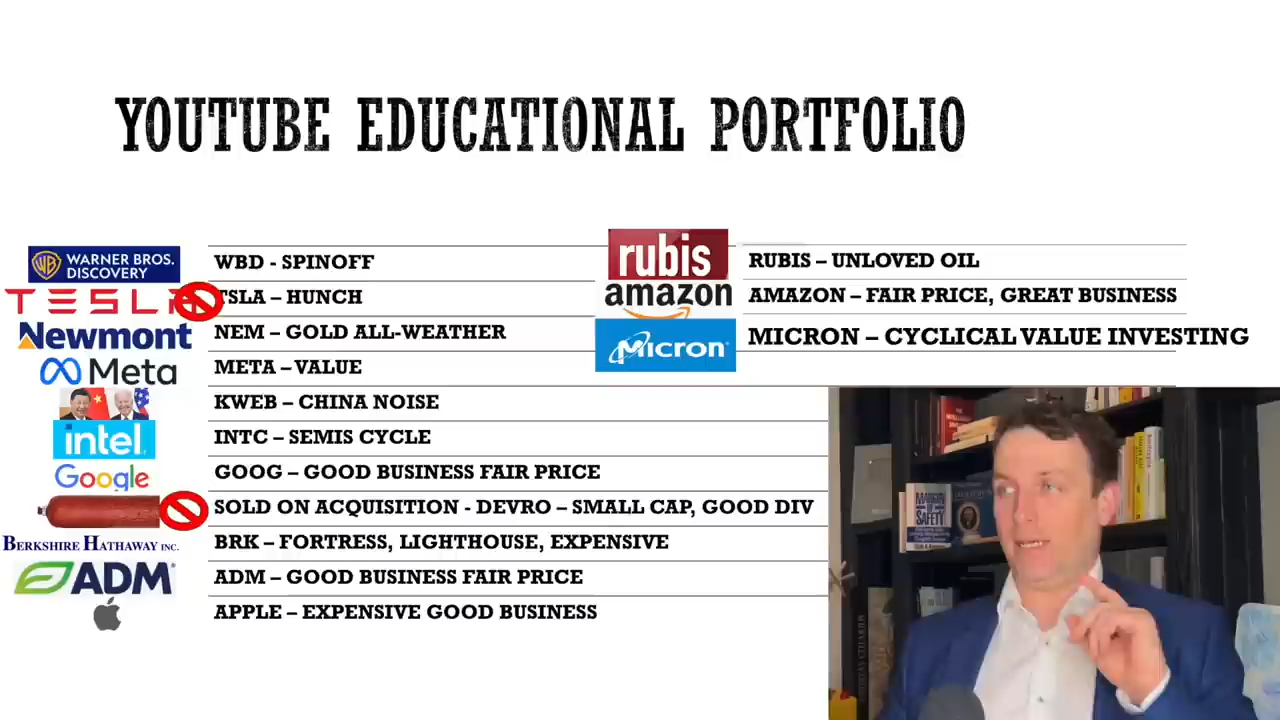 YOUTUBE EDUCATIONAL PORTFOLIO
WARNER BROS. DISCOVERY
WBD - SPINOFF
TESLA
TSLA – HUNCH
Newmont
NEM – GOLD ALL-WEATHER
Meta
META – VALUE
KWEB – CHINA NOISE
intel
INTC – SEMIS CYCLE
Google
GOOG – GOOD BUSINESS FAIR PRICE
SOLD ON ACQUISITION - DEVRO – SMALL CAP, GOOD DIV
BERKSHIRE HATHAWAY INC.
BRK – FORTRESS, LIGHTHOUSE, EXPENSIVE
ADM
ADM – GOOD BUSINESS FAIR PRICE
APPLE – EXPENSIVE GOOD BUSINESS
rubis
RUBIS – UNLOVED OIL
amazon
AMAZON – FAIR PRICE, GREAT BUSINESS
Micron
MICRON – CYCLICAL VALUE INVESTING
MARGIN
OF
SAFETY